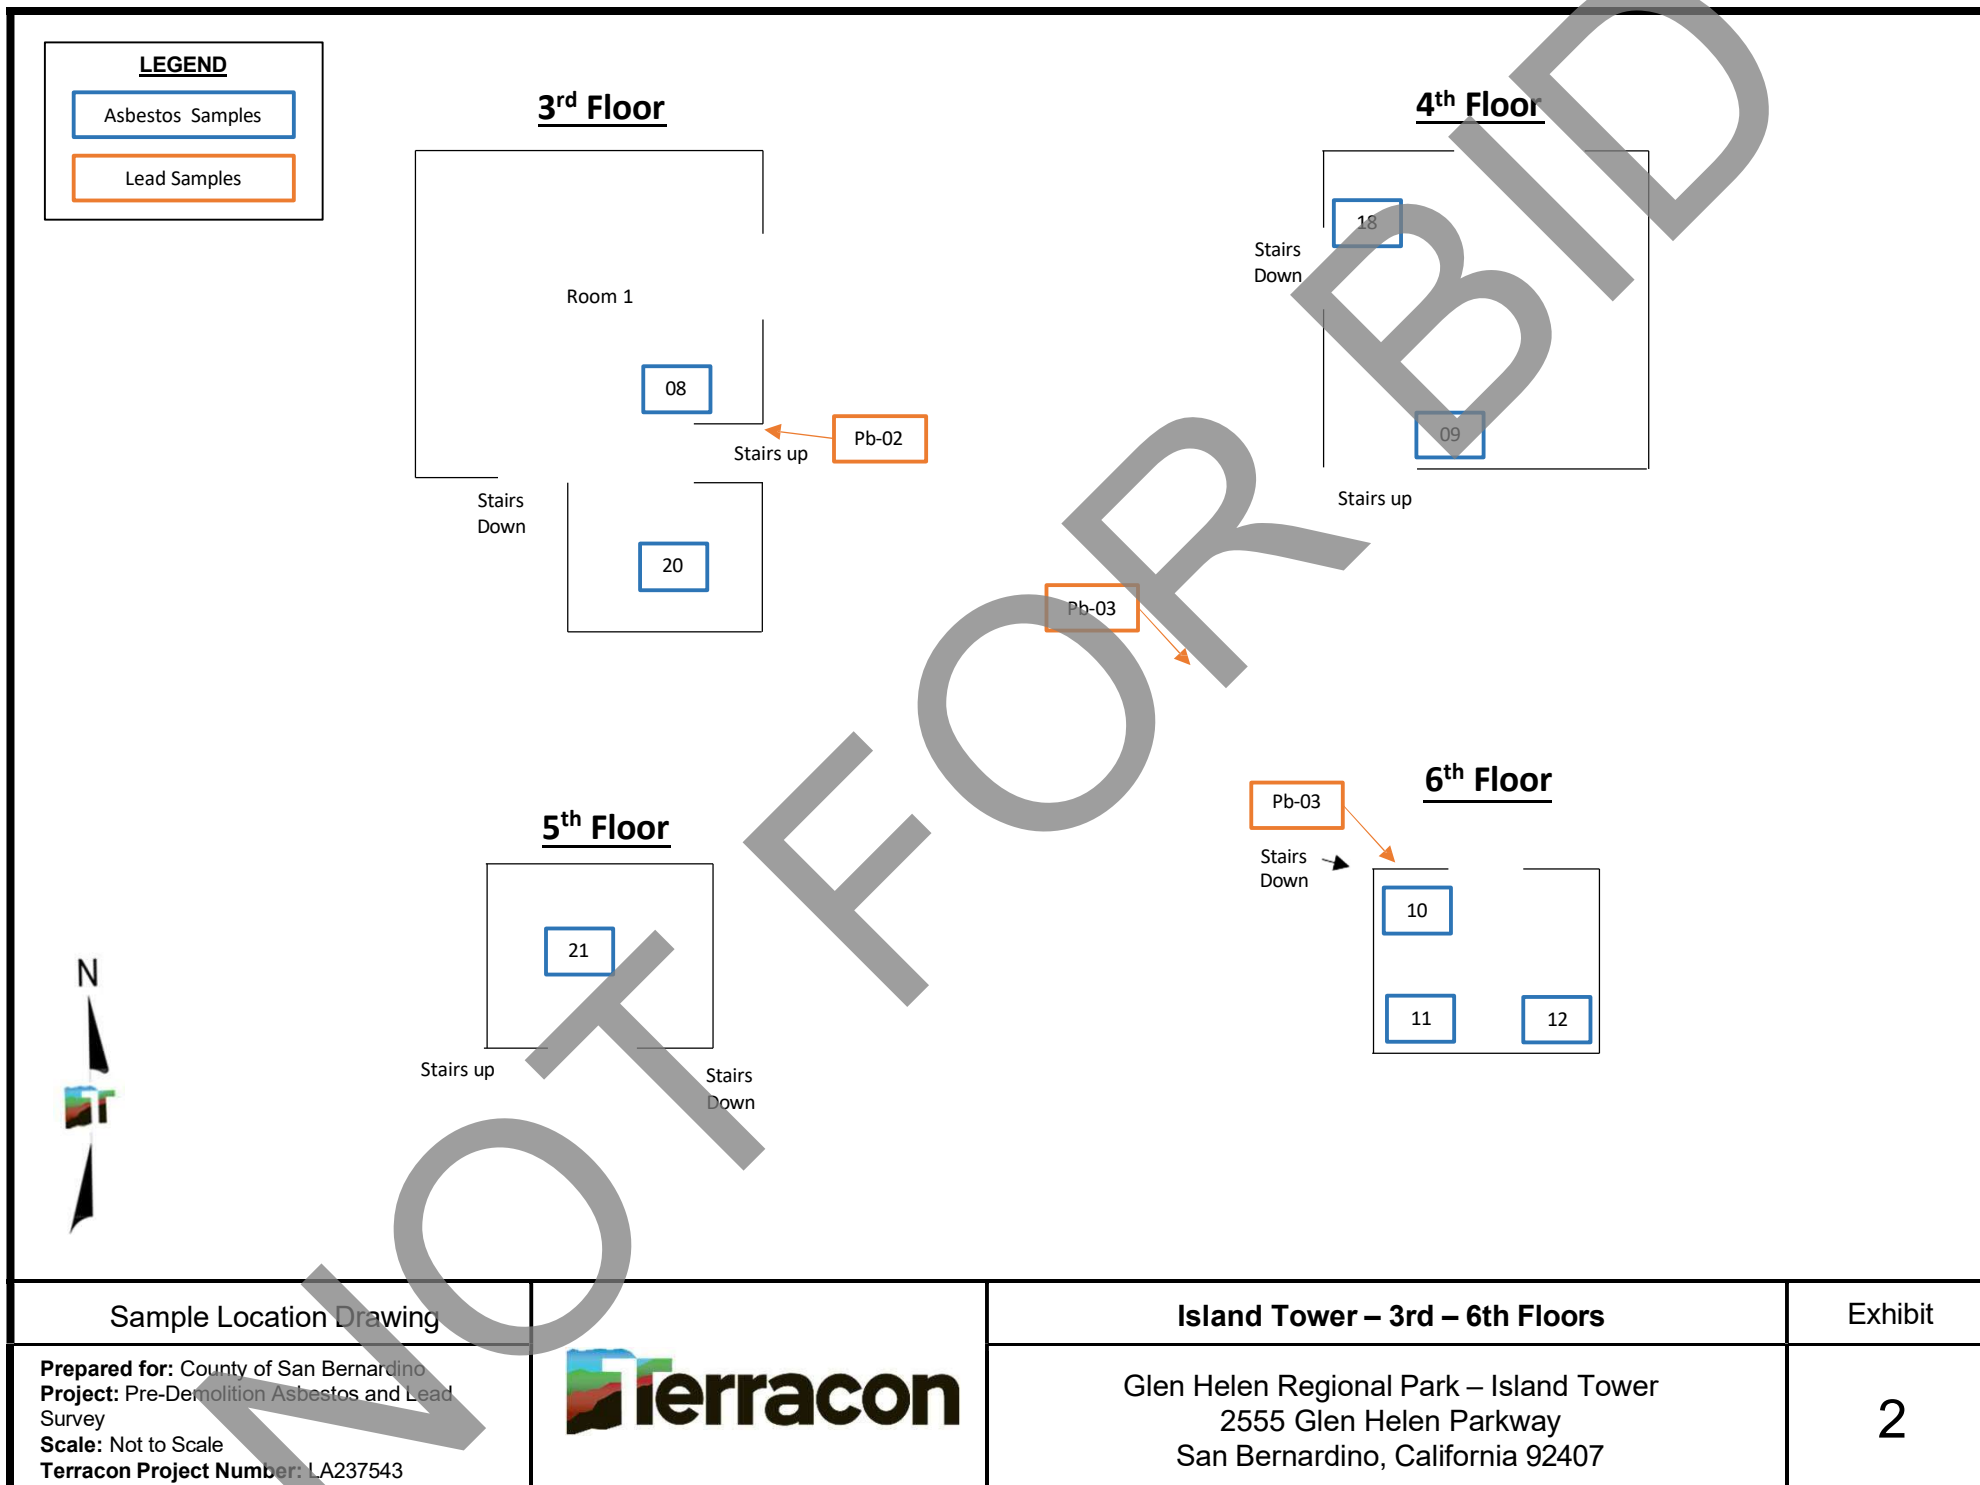 LEGEND
Asbestos Samples
Lead Samples
3rd Floor
4th Floor
Room 1
08
Pb-02
Stairs up
Stairs
Down
20
18
Stairs
Down
09
Stairs up
Pb-03
5th Floor
21
Stairs up
Stairs
Down
6th Floor
Pb-03
Stairs
Down
10
11
12
N
NOT FOR BID
Sample Location Drawing
Prepared for: County of San Bernardino
Project: Pre-Demolition Asbestos and Lead
Survey
Scale: Not to Scale
Terracon Project Number: LA237543
Terracon
Island Tower – 3rd – 6th Floors
Glen Helen Regional Park – Island Tower
2555 Glen Helen Parkway
San Bernardino, California 92407
Exhibit
2